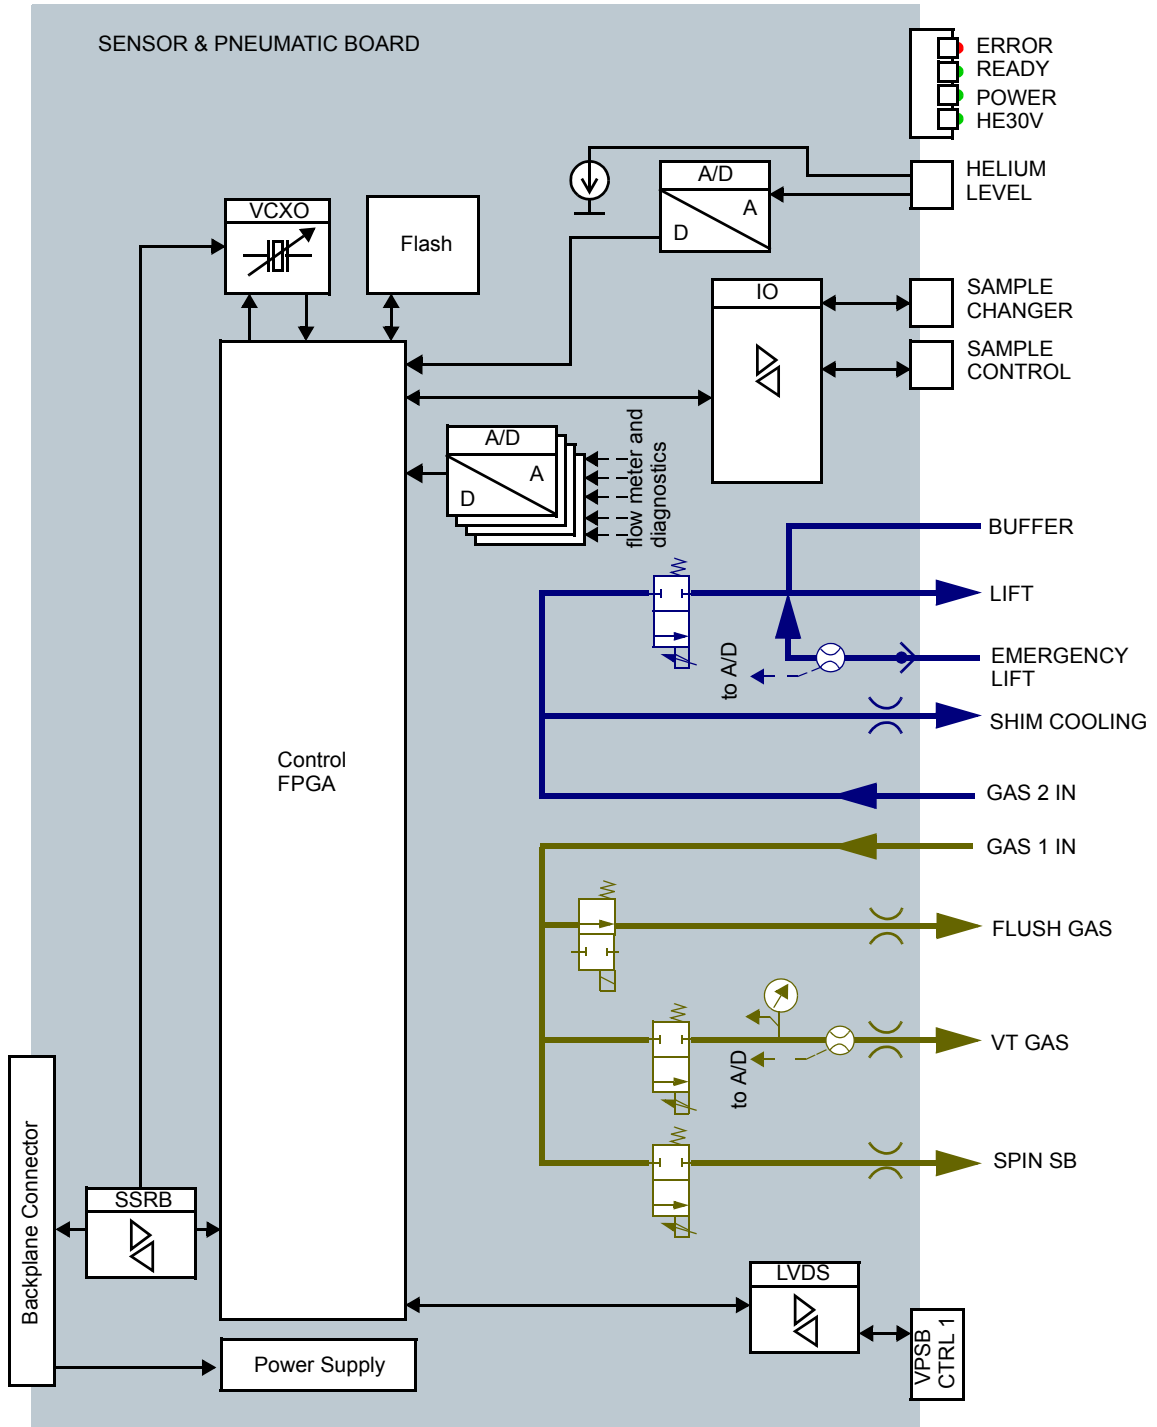 SENSOR & PNEUMATIC BOARD
ERROR
READY
POWER
HE30V
HELIUM
LEVEL
A/D
A
D
VCXO
Flash
IO
SAMPLE
CHANGER
SAMPLE
CONTROL
A/D
A
D
flow meter and
diagnostics
BUFFER
LIFT
EMERGENCY
LIFT
to A/D
SHIM COOLING
Control
FPGA
GAS 2 IN
GAS 1 IN
FLUSH GAS
VT GAS
to A/D
SPIN SB
Backplane Connector
SSRB
LVDS
VPSB
CTRL 1
Power Supply